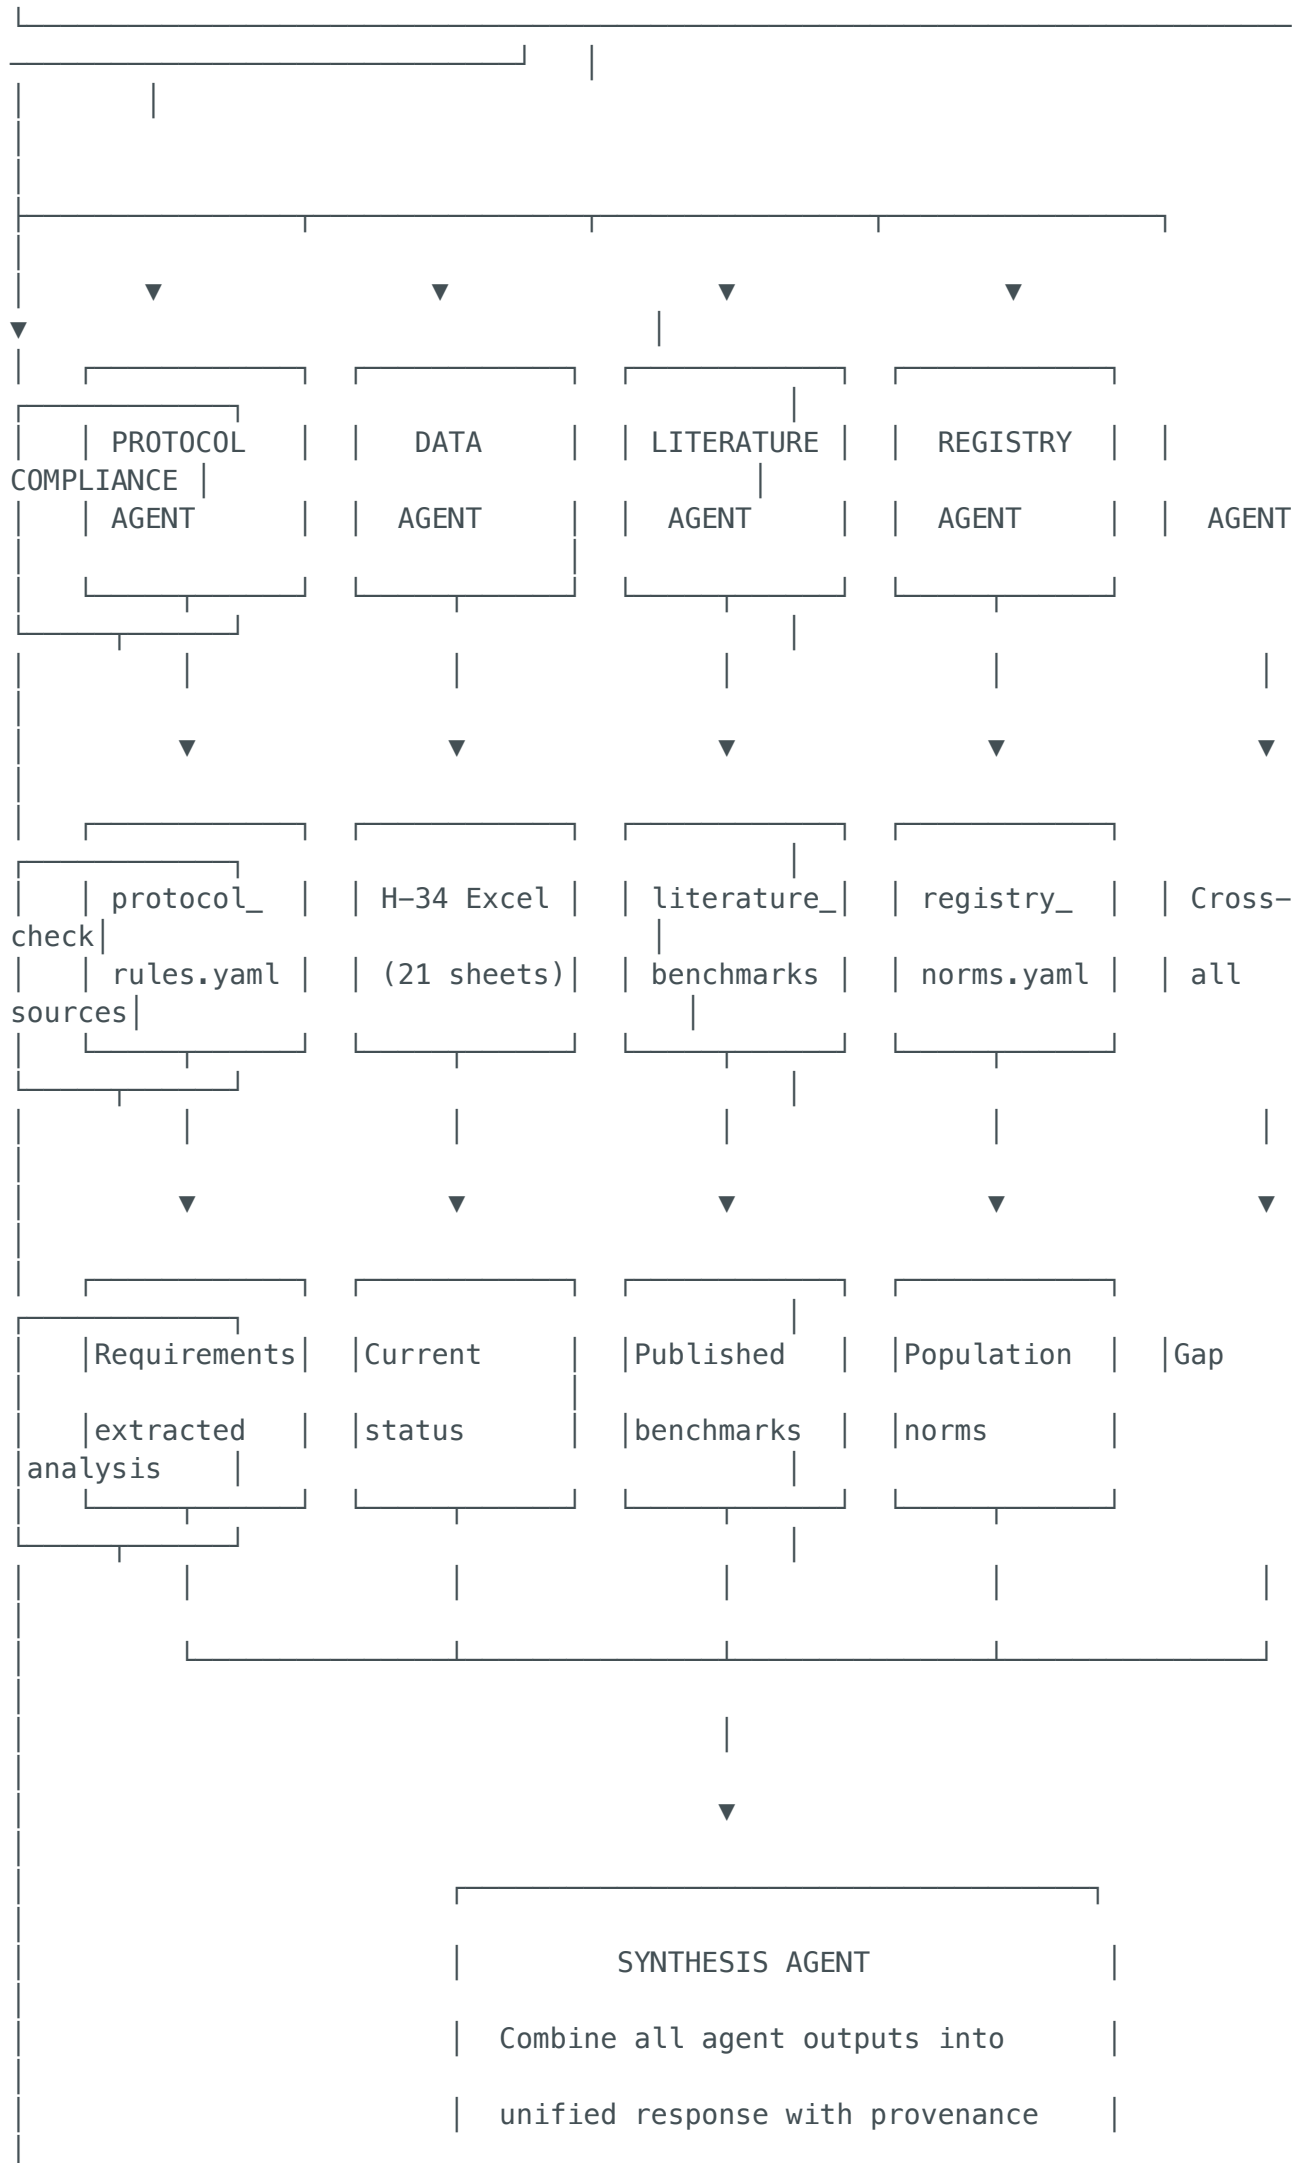 PROTOCOL DATA LITERATURE REGISTRY
COMPLIANCE
AGENT AGENT AGENT AGENT AGENT
protocol_ H-34 Excel literature_ registry_ Cross-
check
rules.yaml (21 sheets) benchmarks norms.yaml all
sources
Requirements Current Published Population Gap
extracted status benchmarks norms
analysis
SYNTHESIS AGENT
Combine all agent outputs into
unified response with provenance